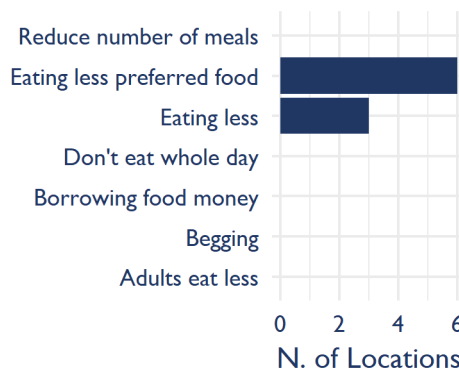 Reduce number of meals
Eating less preferred food
Eating less
Don't eat whole day
Borrowing food money
Begging
Adults eat less
0 2 4 6
N. of Locations